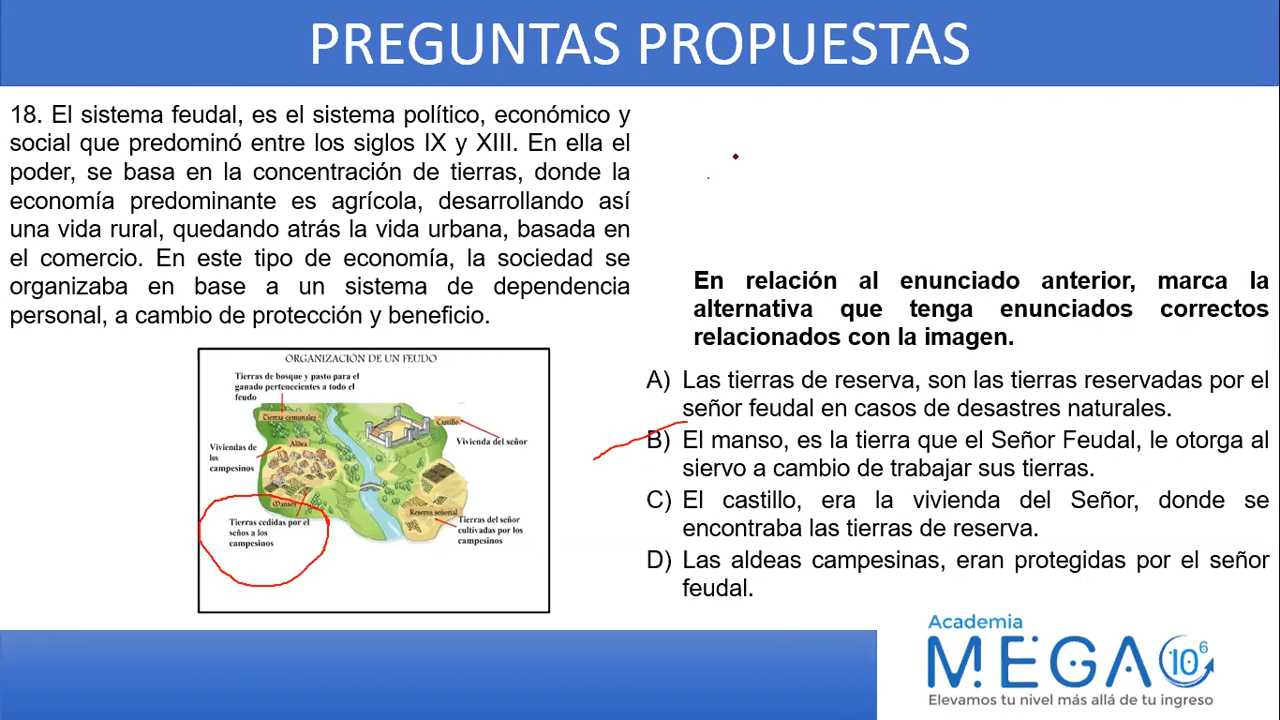 PREGUNTAS PROPUESTAS
18. El sistema feudal, es el sistema político, económico y
social que predominó entre los siglos IX y XIII. En ella el
poder, se basa en la concentración de tierras, donde la
economía predominante es agrícola, desarrollando así
una vida rural, quedando atrás la vida urbana, basada en
el comercio. En este tipo de economía, la sociedad se
organizaba en base a un sistema de dependencia
personal, a cambio de protección y beneficio.
ORGANIZACIÓN DE UN FEUDO
Tierras de bosque y pasto para el
ganado pertenecientes a todo el
feudo
Tierras comunales
Castillo
Vivienda del señor
Aldea
Viviendas de
los
campesinos
Mansos
Reserva señorial
Tierras cedidas por el
seños a los
campesinos
Tierras del señor
cultivadas por los
campesinos
En relación al enunciado anterior, marca la
alternativa que tenga enunciados correctos
relacionados con la imagen.
A) Las tierras de reserva, son las tierras reservadas por el
señor feudal en casos de desastres naturales.
B) El manso, es la tierra que el Señor Feudal, le otorga al
siervo a cambio de trabajar sus tierras.
C) El castillo, era la vivienda del Señor, donde se
encontraba las tierras de reserva.
D) Las aldeas campesinas, eran protegidas por el señor
feudal.
Academia
MEGA 10⁶
Elevamos tu nivel más allá de tu ingreso